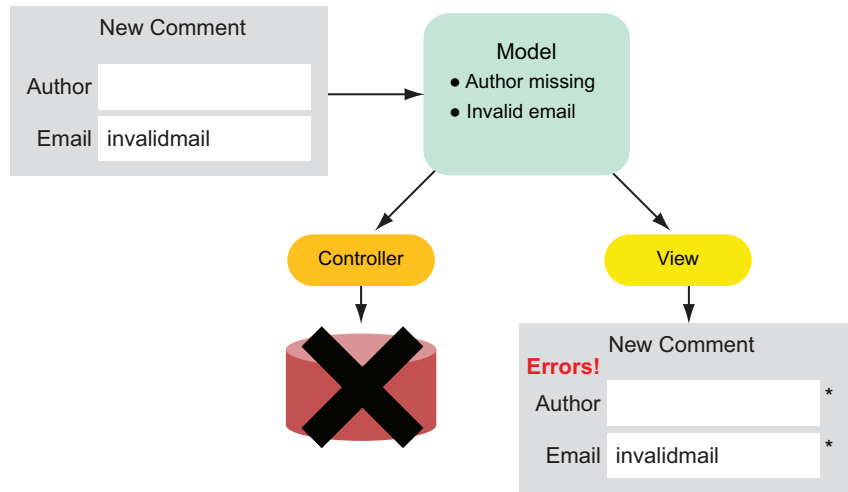 New Comment
Author
Email invalidmail
Model
• Author missing
• Invalid email
Controller
View
New Comment
Errors!
Author *
Email invalidmail *